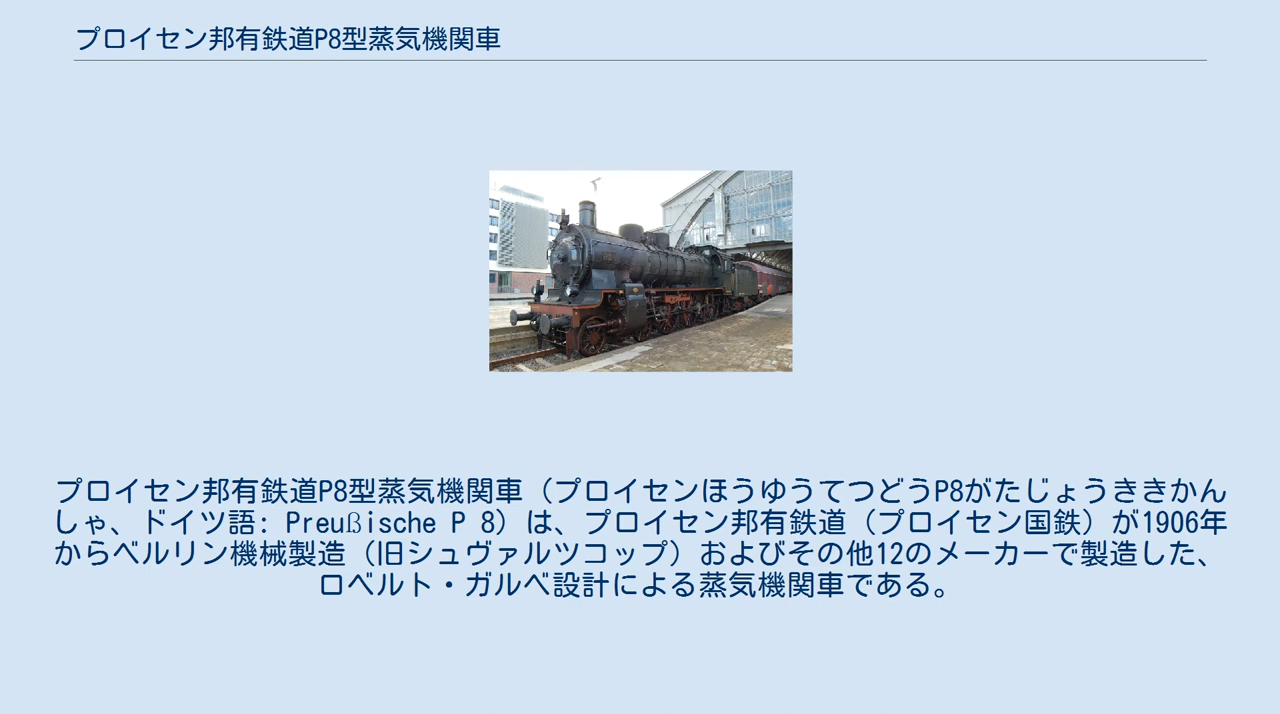 プロイセン邦有鉄道P8型蒸気機関車
プロイセン邦有鉄道P8型蒸気機関車（プロイセンほうゆうてつどうP8がたじょうききかん
しゃ、ドイツ語: Preußische P 8）は、プロイセン邦有鉄道（プロイセン国鉄）が1906年
からベルリン機械製造（旧シュヴァルツコップ）およびその他12のメーカーで製造した、
ロベルト・ガルベ設計による蒸気機関車である。